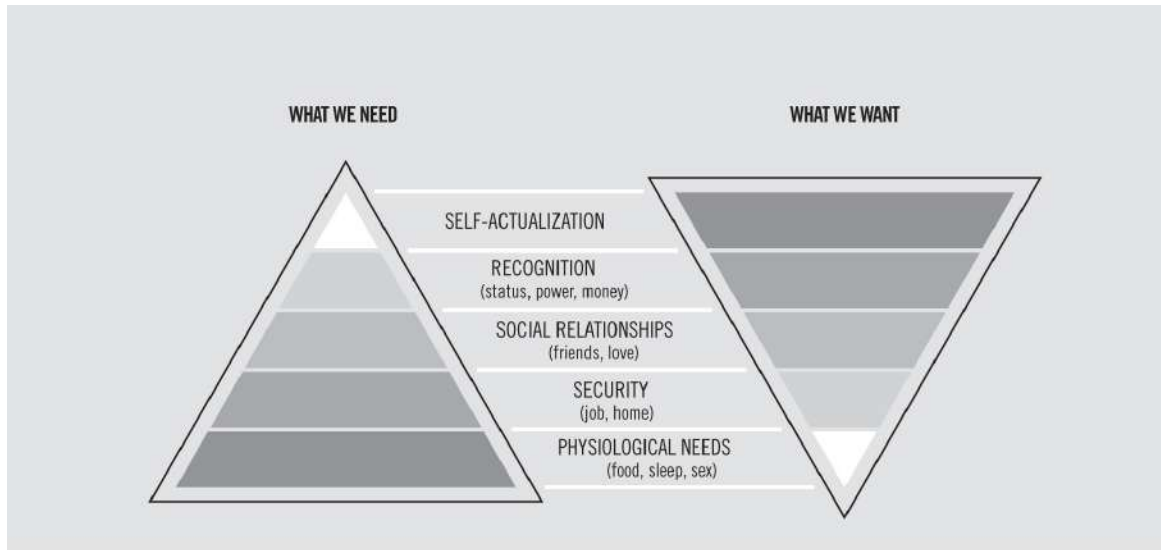 WHAT WE NEED
WHAT WE WANT
SELF-ACTUALIZATION
RECOGNITION
(status, power, money)
SOCIAL RELATIONSHIPS
(friends, love)
SECURITY
(job, home)
PHYSIOLOGICAL NEEDS
(food, sleep, sex)